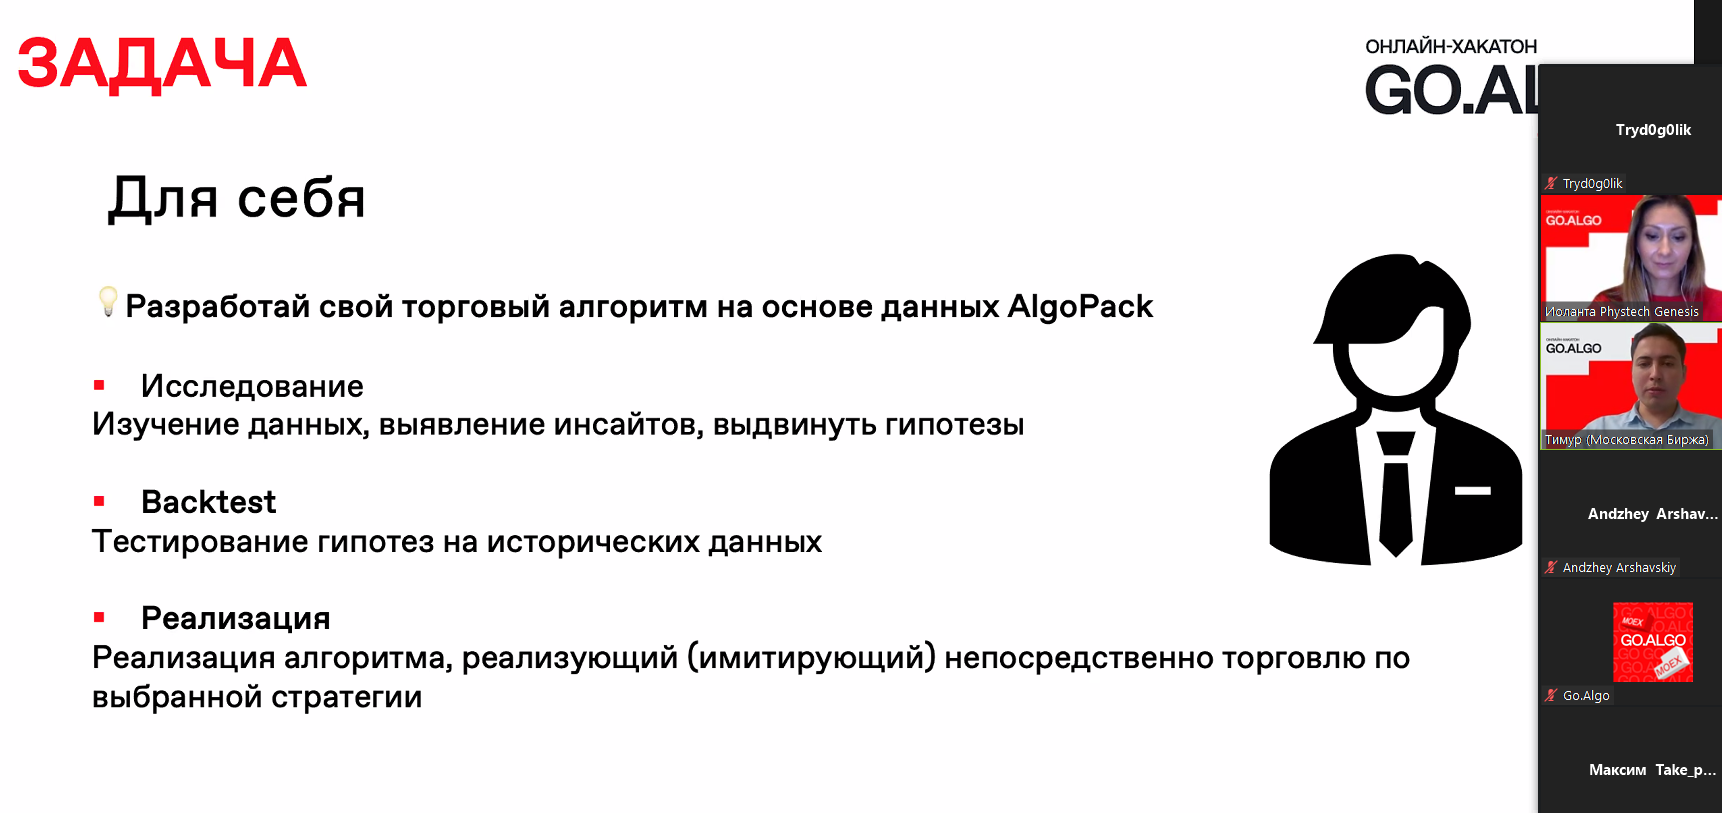 ЗАДАЧА
ОНЛАЙН-ХАКАТОН
GO.AL
Для себя
Разработай свой торговый алгоритм на основе данных AlgoPack
Исследование
Изучение данных, выявление инсайтов, выдвинуть гипотезы
Backtest
Тестирование гипотез на исторических данных
Реализация
Реализация алгоритма, реализующий (имитирующий) непосредственно торговлю по
выбранной стратегии
Tryd0g0lik
Tryd0g0lik
GO.ALGO
Иоланта Phystech Genesis
ОНЛАЙН-ХАКАТОН
GO.ALGO
Тимур (Московская Биржа)
Andzhey Arshav...
Andzhey Arshavskiy
MOEX
GO.ALGO
MOEX
Go.Algo
Максим Take_p...